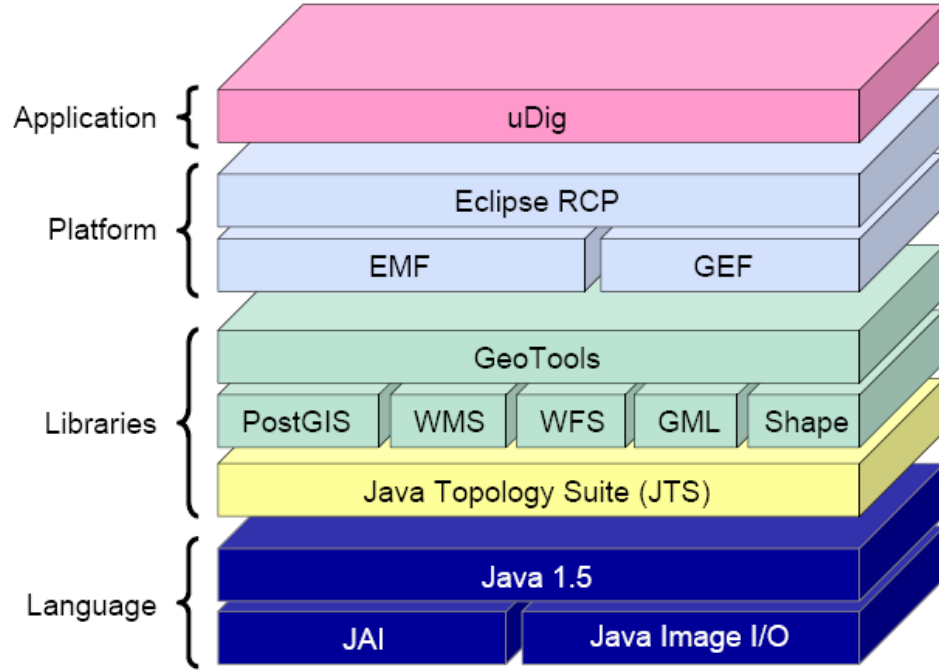 Application
uDig
Platform
Eclipse RCP
EMF
GEF
Libraries
GeoTools
PostGIS
WMS
WFS
GML
Shape
Java Topology Suite (JTS)
Language
Java 1.5
JAI
Java Image I/O